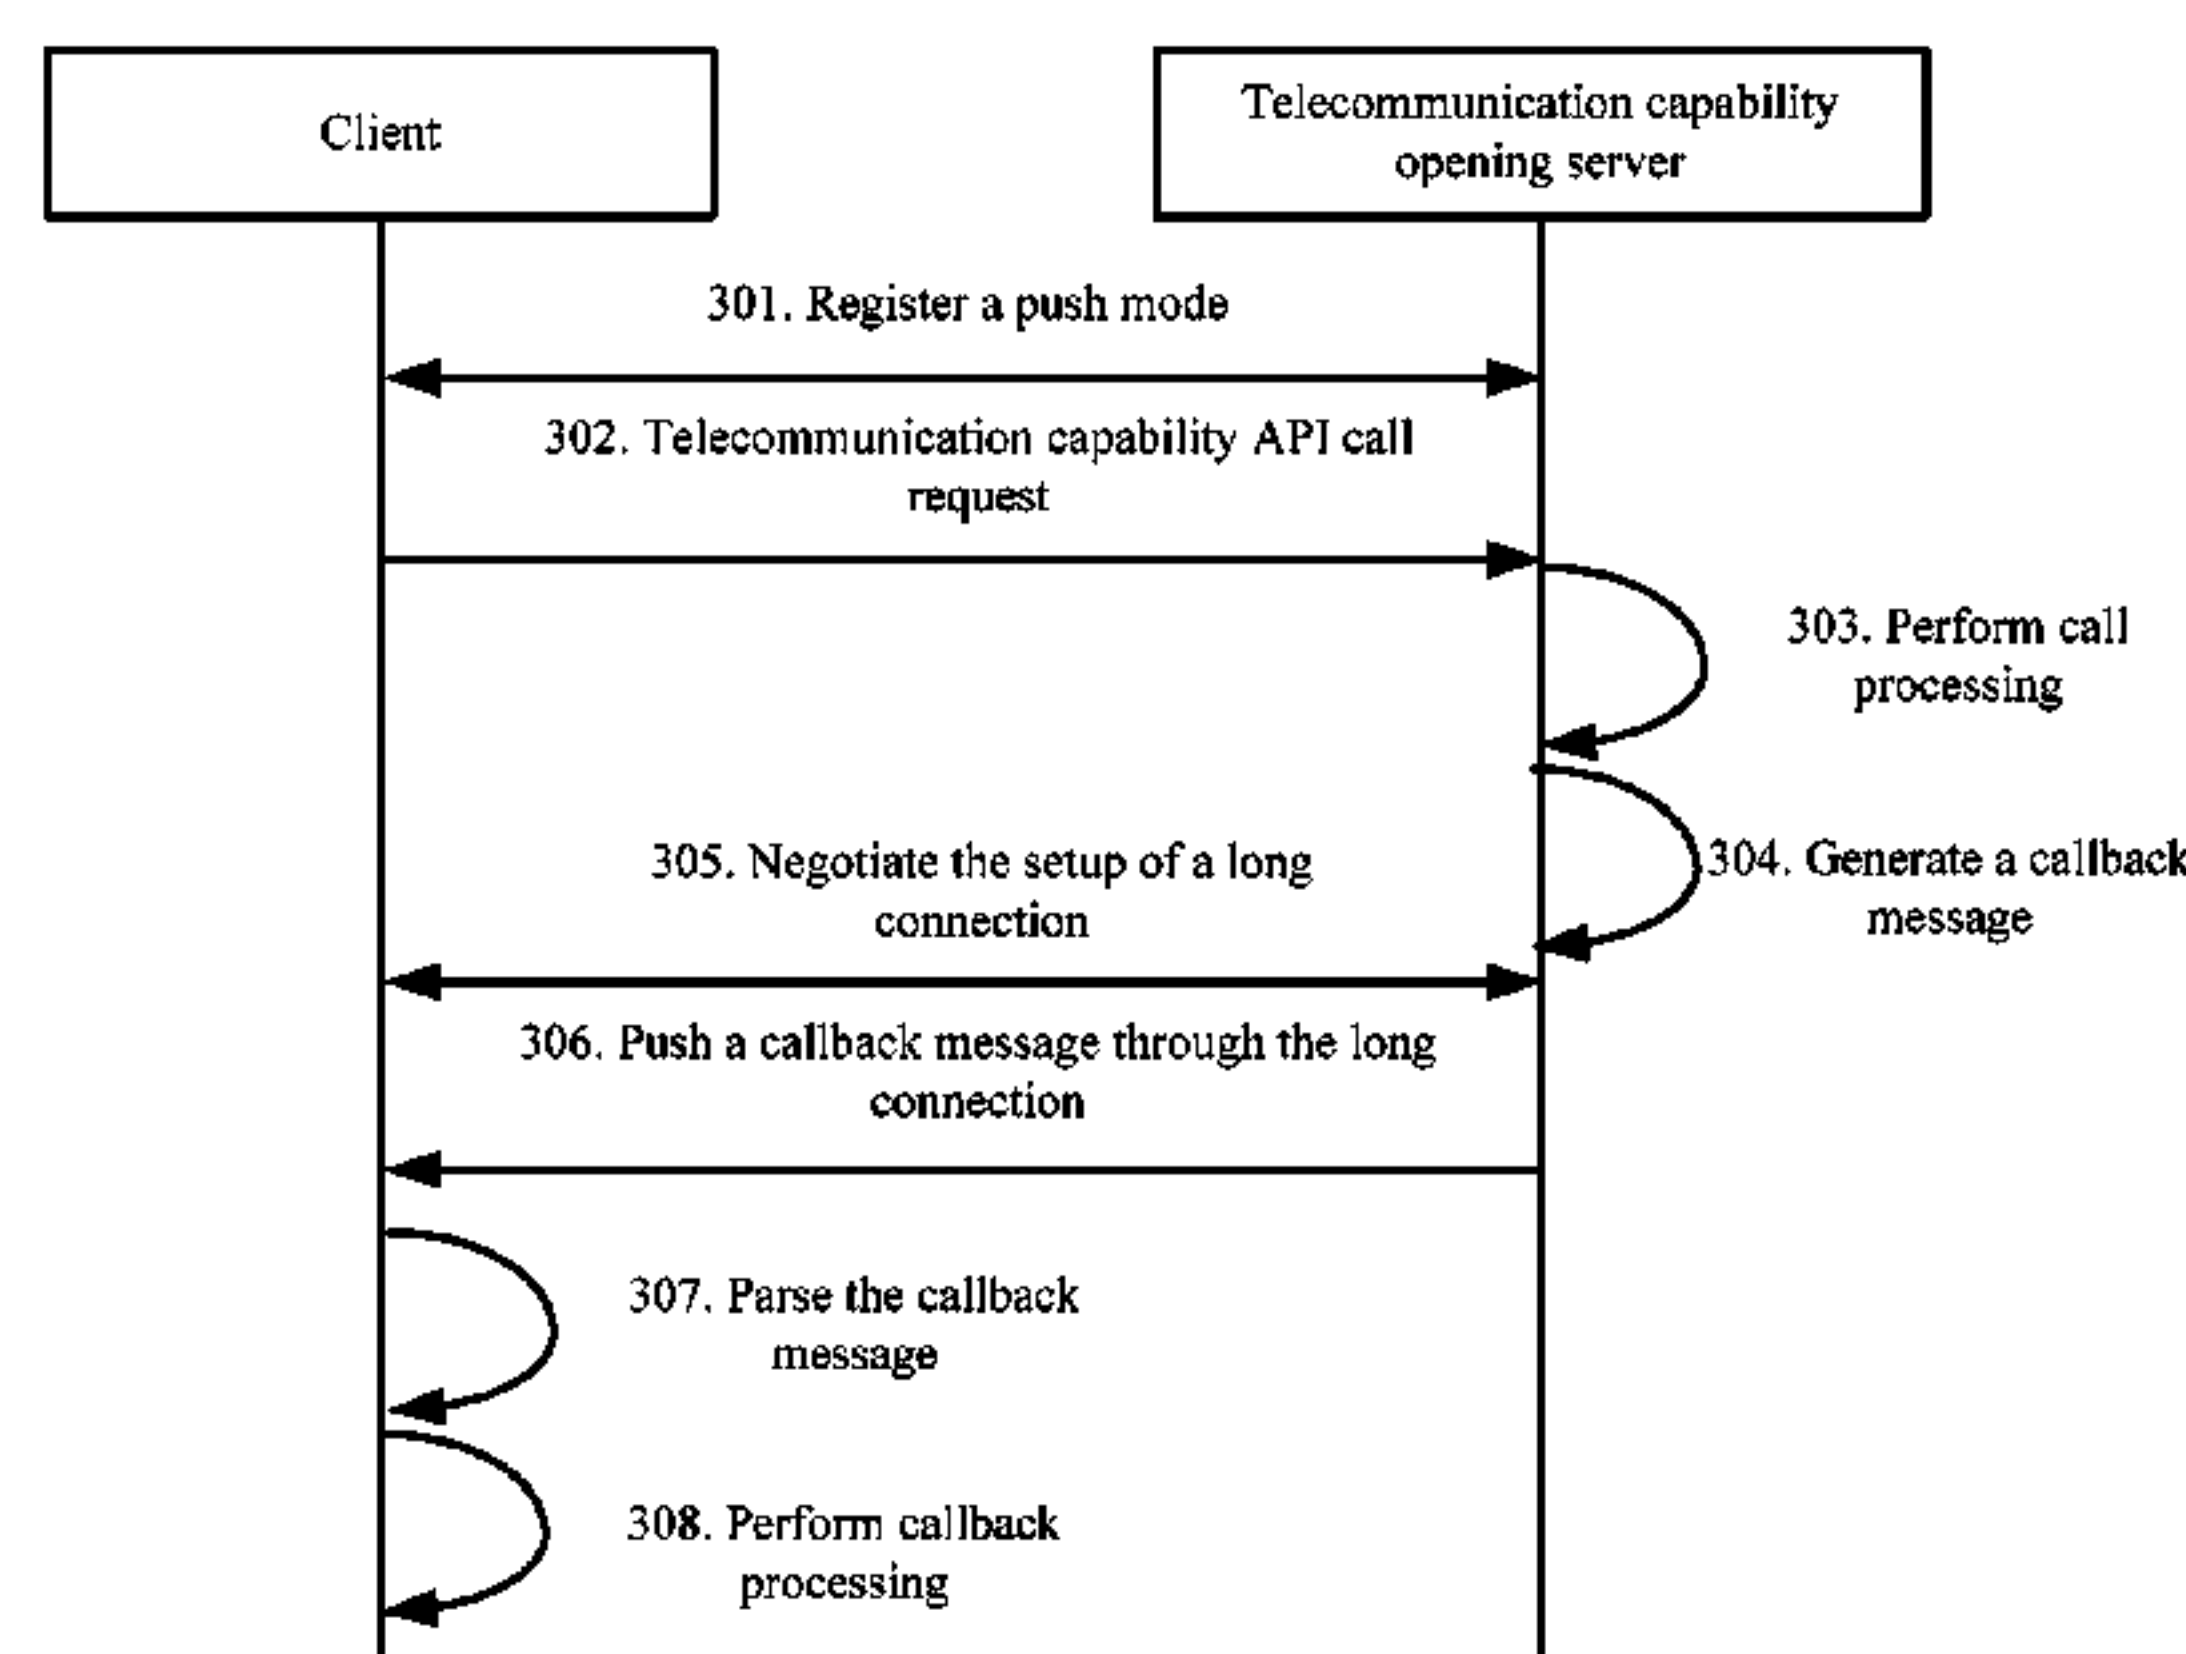 Client
Telecommunication capability
opening server
301. Register a push mode
302. Telecommunication capability API call
request
303. Perform call
processing
304. Generate a callback
message
305. Negotiate the setup of a long
connection
306. Push a callback message through the long
connection
307. Parse the callback
message
308. Perform callback
processing